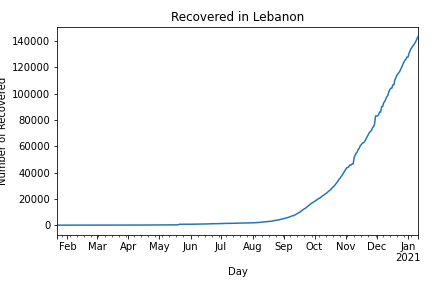 Recovered in Lebanon
Number of Recovered
140000
120000
100000
80000
60000
40000
20000
0
Feb Mar Apr May Jun Jul Aug Sep Oct Nov Dec Jan
2021
Day